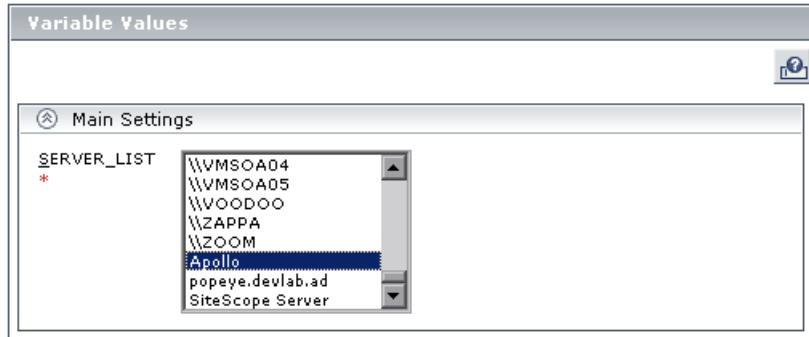 Variable Values
Main Settings
SERVER_LIST
*
\\VMSOA04
\\VMSOA05
\\VOODOO
\\ZAPPA
\\ZOOM
Apollo
popeye.devlab.ad
SiteScope Server